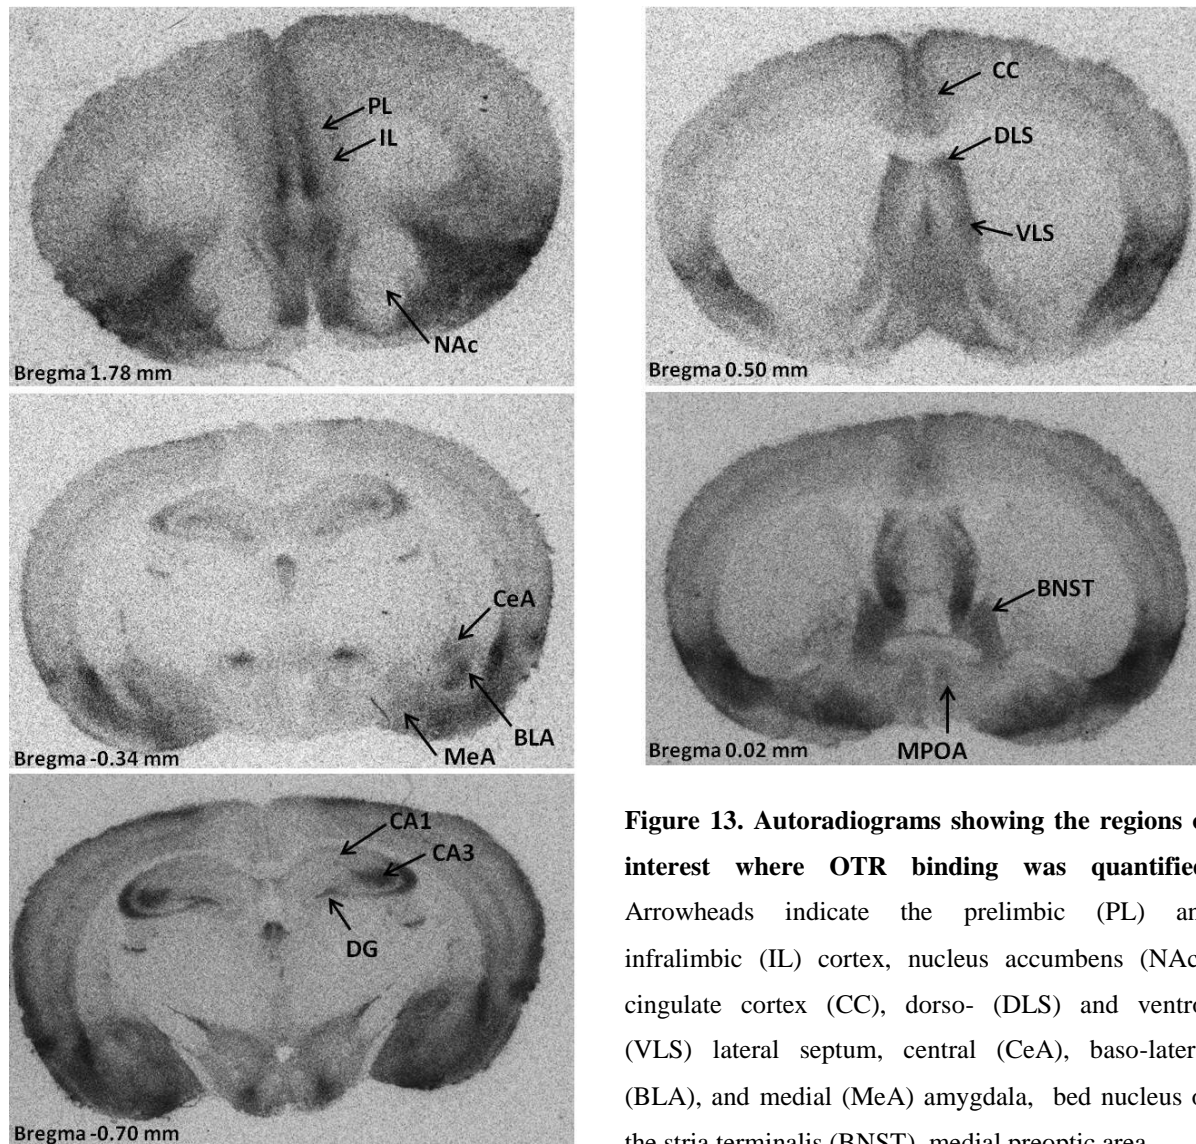 PL
IL
NAc
Bregma 1.78 mm
CC
DLS
VLS
Bregma 0.50 mm
CeA
BLA
MeA
Bregma -0.34 mm
BNST
MPOA
Bregma 0.02 mm
CA1
CA3
DG
Bregma -0.70 mm
Figure 13. Autoradiograms showing the regions
interest where OTR binding was quantified
Arrowheads indicate the prelimbic (PL) an
infralimbic (IL) cortex, nucleus accumbens (NAc
cingulate cortex (CC), dorso- (DLS) and ventro
(VLS) lateral septum, central (CeA), baso-later
(BLA), and medial (MeA) amygdala, bed nucleus
the stria terminalis (BNST), medial preoptic area